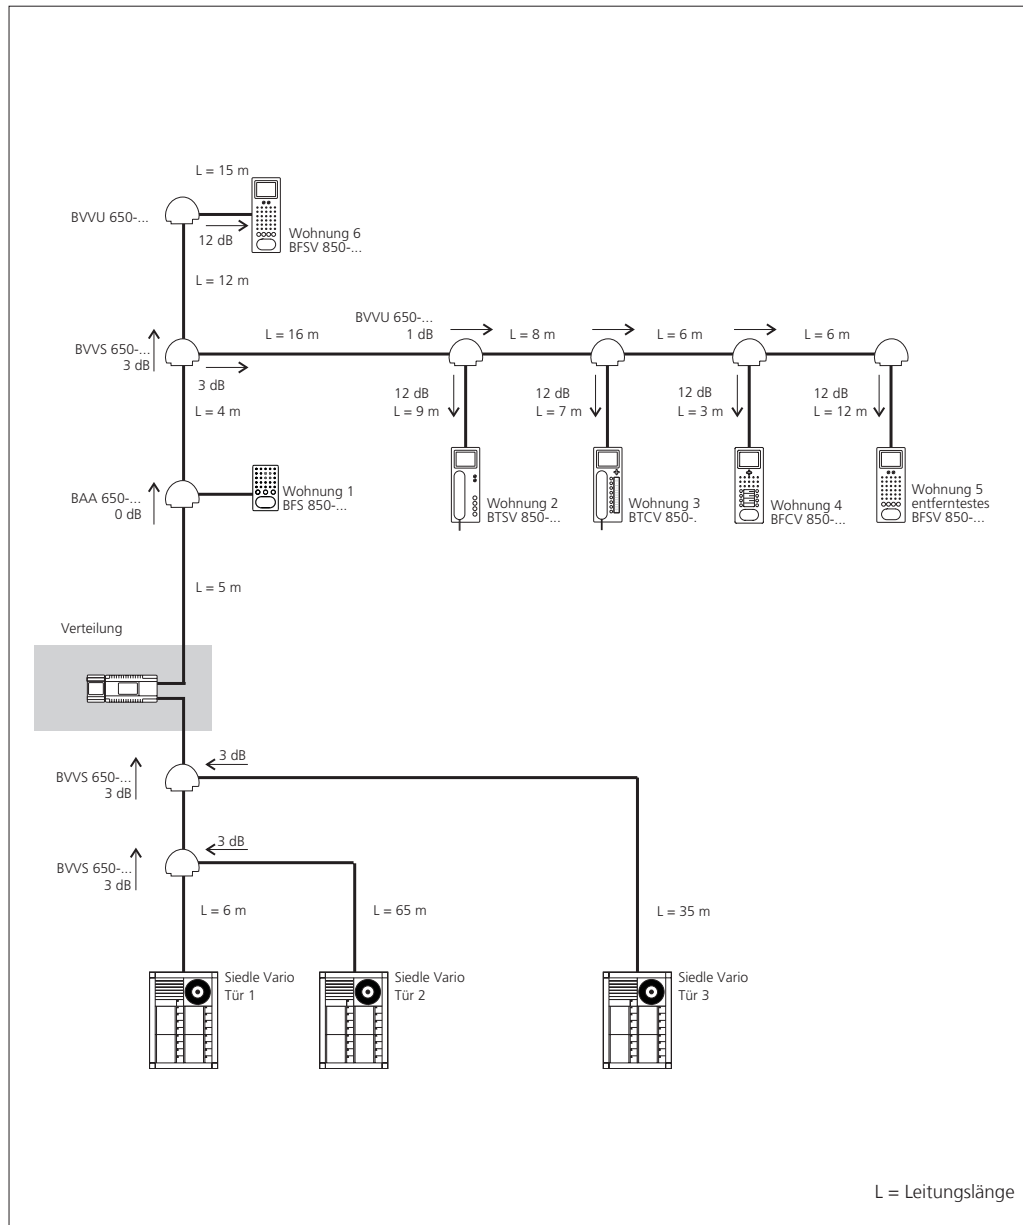 L = 15 m
BVVU 650-...
12 dB
Wohnung 6
BFSV 850-...
L = 12 m
BVVS 650-...
3 dB
L = 16 m
3 dB
BVVU 650-...
1 dB
L = 8 m
L = 6 m
L = 6 m
L = 4 m
12 dB
L = 9 m
12 dB
L = 7 m
12 dB
L = 3 m
12 dB
L = 12 m
BAA 650-...
0 dB
Wohnung 1
BFS 850-...
Wohnung 2
BTSV 850-...
Wohnung 3
BTCV 850-.
Wohnung 4
BFCV 850-...
Wohnung 5
entferntestes
BFSV 850-...
L = 5 m
Verteilung
3 dB
BVVS 650-...
3 dB
3 dB
BVVS 650-...
3 dB
L = 6 m
L = 65 m
L = 35 m
Siedle Vario
Tür 1
Siedle Vario
Tür 2
Siedle Vario
Tür 3
L = Leitungslänge